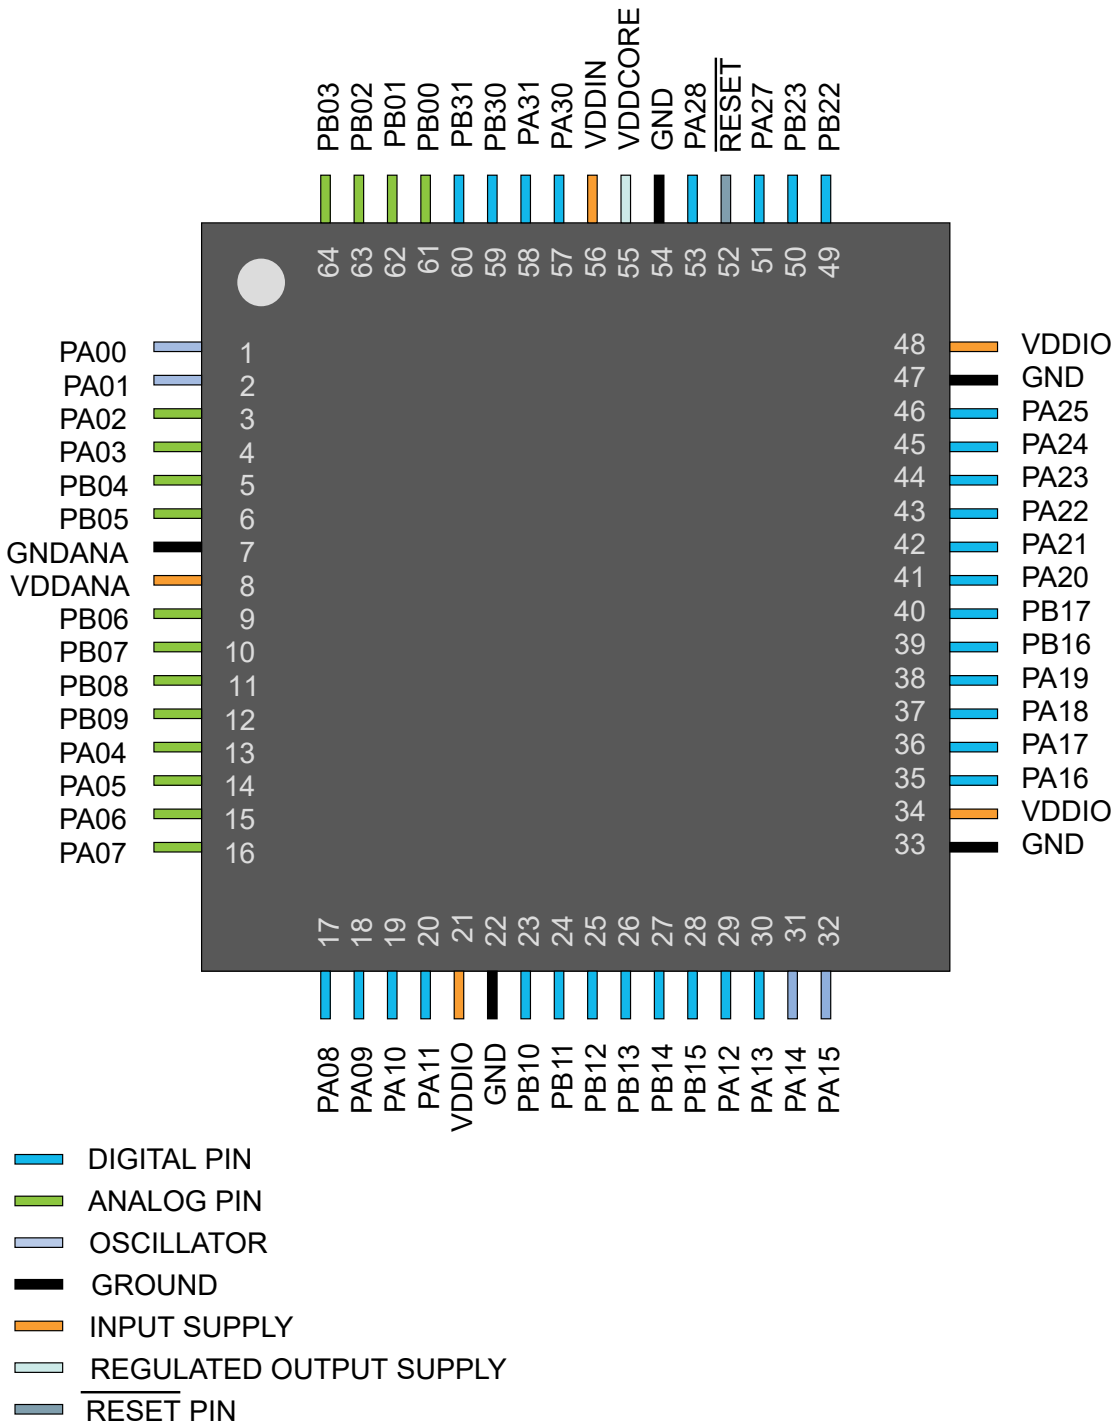 PB03 PB02 PB01 PB00 PB31 PB30 PA31 PA30 VDDIN VDDCORE GND PA28 RESET PA27 PB23 PB22
64 63 62 61 60 59 58 57 56 55 54 53 52 51 50 49
PA00 1 48 VDDIO
PA01 2 47 GND
PA02 3 46 PA25
PA03 4 45 PA24
PB04 5 44 PA23
PB05 6 43 PA22
GNDANA 7 42 PA21
VDDANA 8 41 PA20
PB06 9 40 PB17
PB07 10 39 PB16
PB08 11 38 PA19
PB09 12 37 PA18
PA04 13 36 PA17
PA05 14 35 PA16
PA06 15 34 VDDIO
PA07 16 33 GND
17 18 19 20 21 22 23 24 25 26 27 28 29 30 31 32
PA08 PA09 PA10 PA11 VDDIO GND PB10 PB11 PB12 PB13 PB14 PB15 PA12 PA13 PA14 PA15
DIGITAL PIN
ANALOG PIN
OSCILLATOR
GROUND
INPUT SUPPLY
REGULATED OUTPUT SUPPLY
RESET PIN